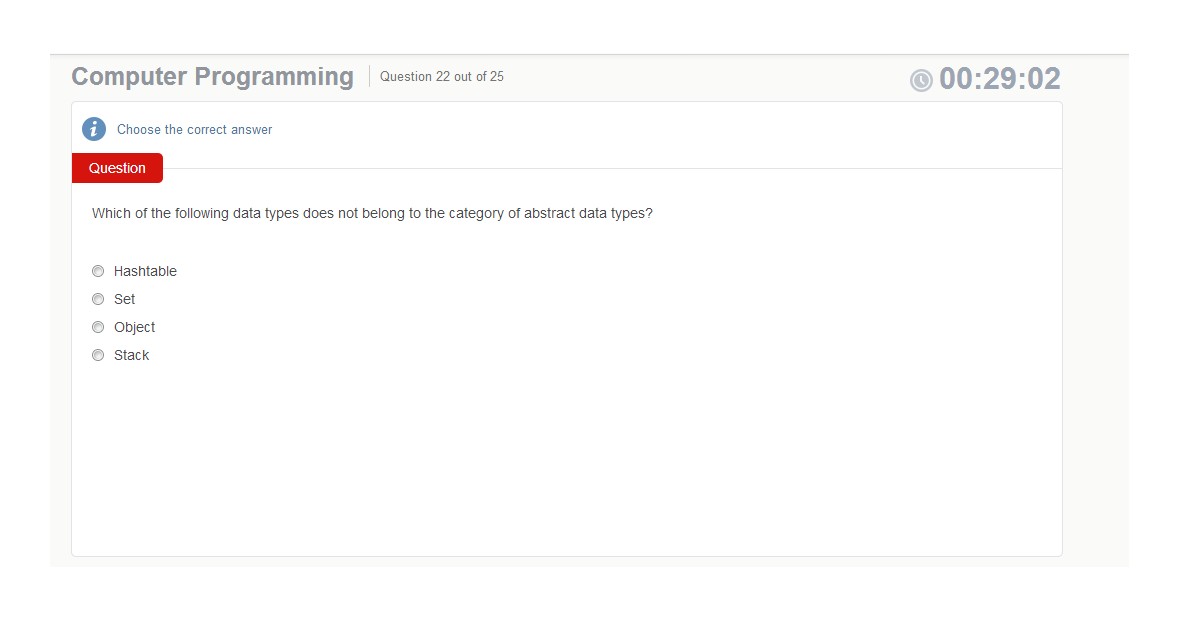 Computer Programming
Question 22 out of 25
00:29:02
Choose the correct answer
Question
Which of the following data types does not belong to the category of abstract data types?
Hashtable
Set
Object
Stack